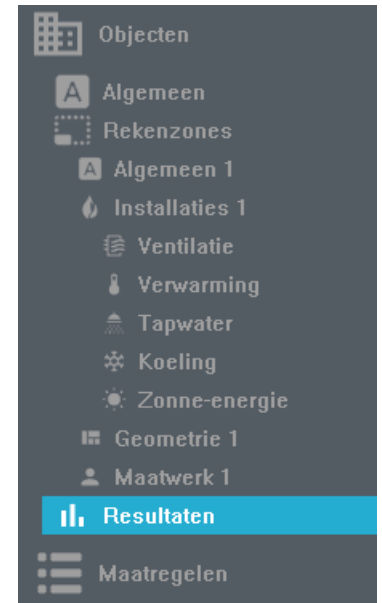 Objecten
A Algemeen
Rekenzones
A Algemeen 1
Installaties 1
Ventilatie
Verwarming
Tapwater
Koeling
Zonne-energie
Geometrie 1
Maatwerk 1
Resultaten
Maatregelen